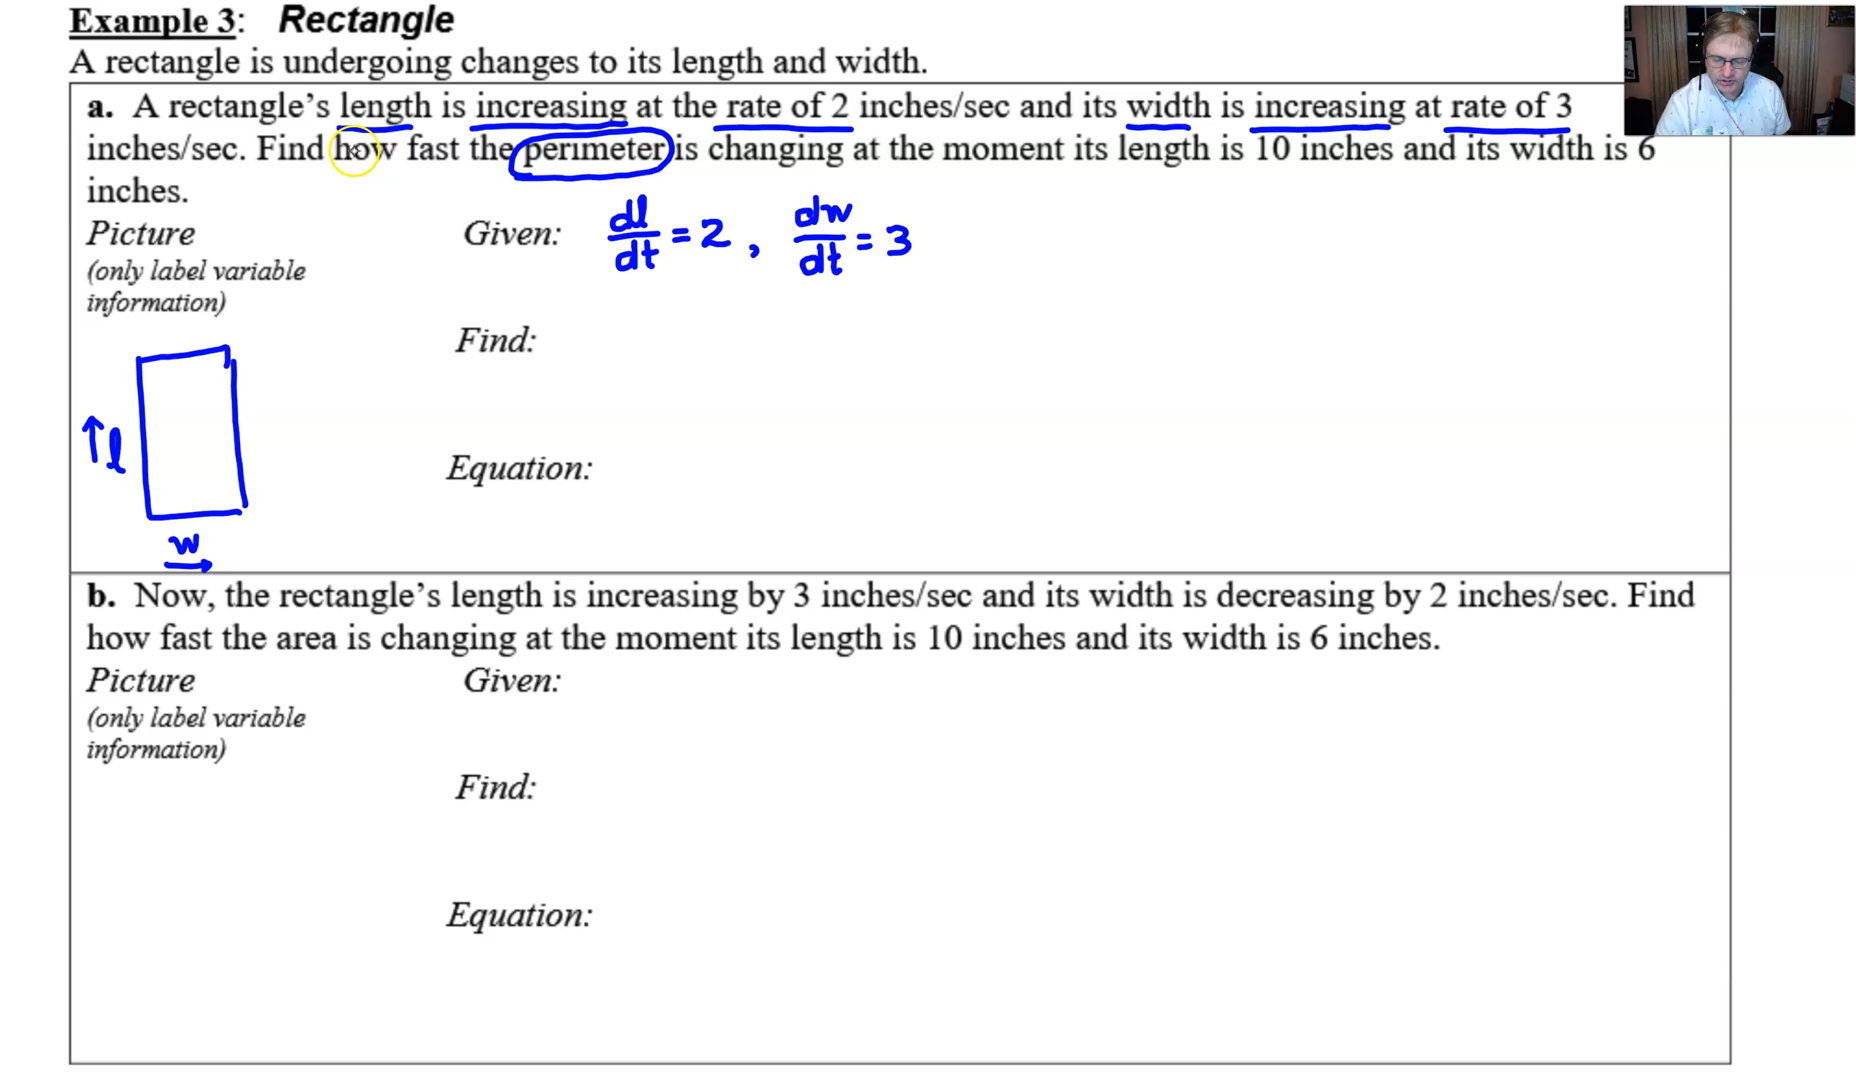 Example 3: Rectangle
A rectangle is undergoing changes to its length and width.
a. A rectangle’s length is increasing at the rate of 2 inches/sec and its width is increasing at rate of 3
inches/sec. Find how fast the perimeter is changing at the moment its length is 10 inches and its width is 6
inches.
Picture
(only label variable
information)
Given: dl/dt = 2, dw/dt = 3
Find:
↑l
Equation:
w
→
b. Now, the rectangle’s length is increasing by 3 inches/sec and its width is decreasing by 2 inches/sec. Find
how fast the area is changing at the moment its length is 10 inches and its width is 6 inches.
Picture
(only label variable
information)
Given:
Find:
Equation: